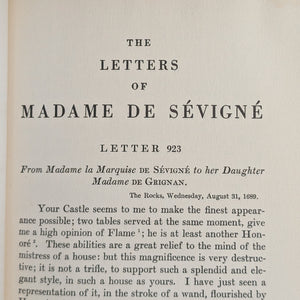 THE
LETTERS
OF
MADAME DE SÉVIGNÉ
LETTER 923
From Madame la Marquise DE SÉVIGNÉ to her Daughter
Madame DE GRIGNAN.
The Rocks, Wednesday, August 31, 1689.
Your Castle seems to me to make the finest appear-
ance possible; two tables served at the same moment,
give me a high opinion of Flame¹; he is at least another Hon-
oré². These abilities are a great relief to the mind of the
mistress of a house: but this magnificence is very destruc-
tive; it is not a trifle, to support such a splendid and ele-
gant style, in such a house as yours. I have just seen a
representation of it, in the stroke of a wand, flourished by